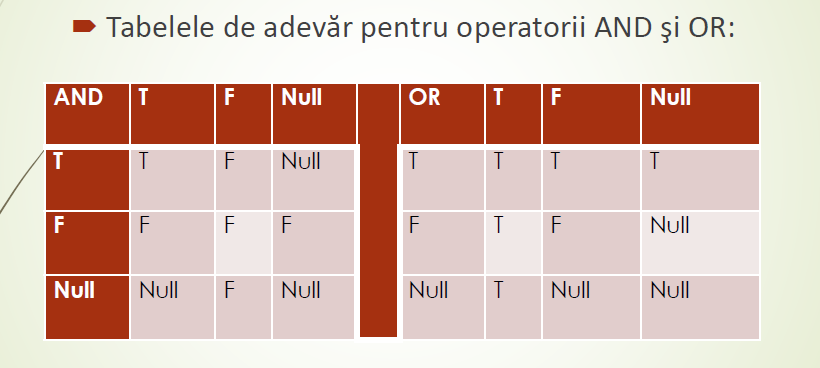 Tabelele de adevăr pentru operatorii AND şi OR:
AND T F Null OR T F Null
T T F Null T T T T
F F F F F T F Null
Null Null F Null Null T Null Null